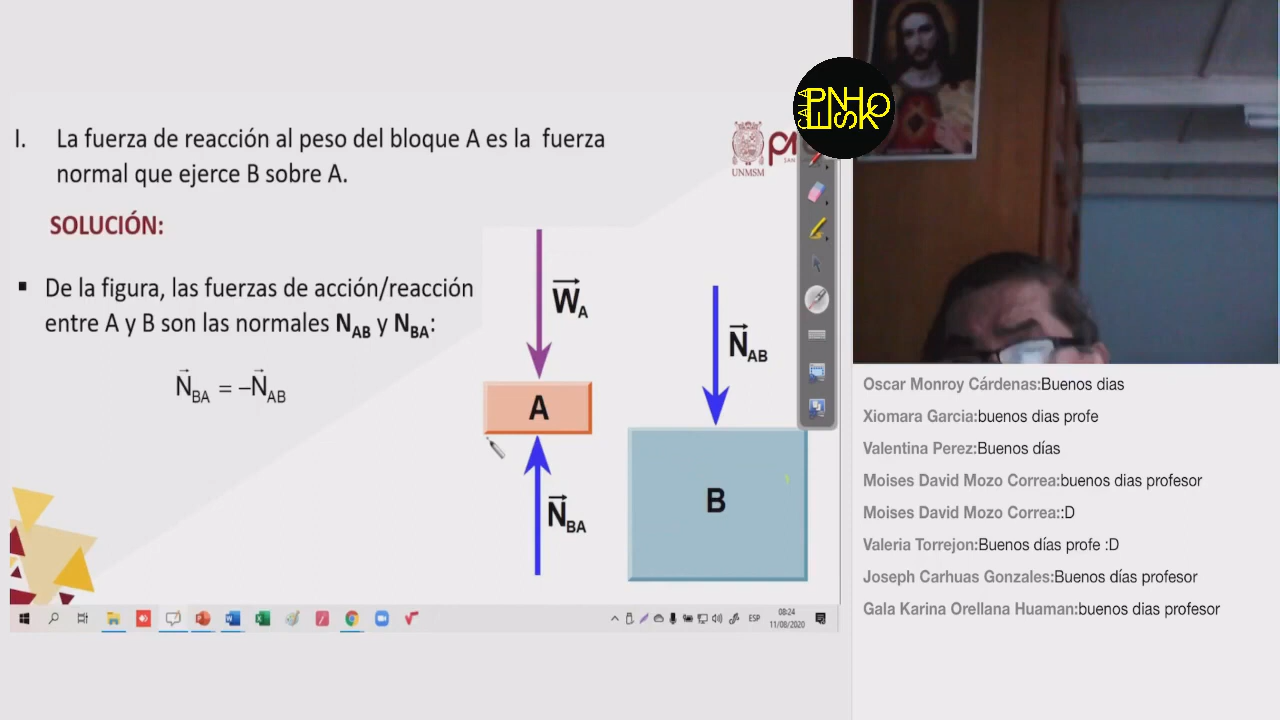 I. La fuerza de reacción al peso del bloque A es la fuerza
normal que ejerce B sobre A.
UNMSM
SOLUCIÓN:
De la figura, las fuerzas de acción/reacción
entre A y B son las normales NAB y NBA:
NBA = –NAB
WA
A
NBA
NAB
B
CALA
PENSHKO
ESP
08:24
11/08/2020
Oscar Monroy Cárdenas:Buenos dias
Xiomara Garcia:buenos dias profe
Valentina Perez:Buenos días
Moises David Mozo Correa:buenos dias profesor
Moises David Mozo Correa::D
Valeria Torrejon:Buenos días profe :D
Joseph Carhuas Gonzales:Buenos días profesor
Gala Karina Orellana Huaman:buenos dias profesor